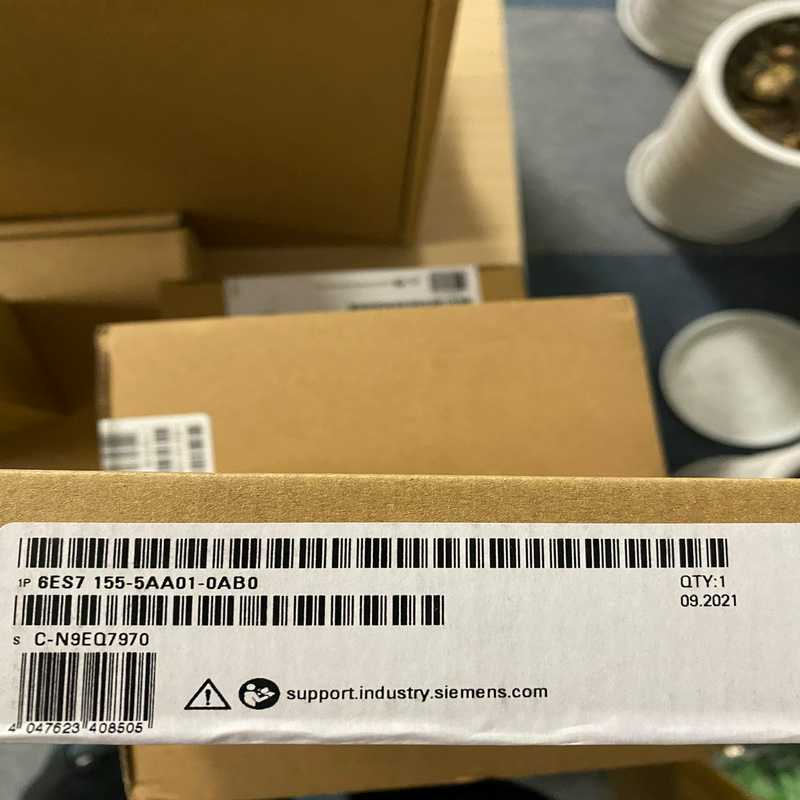 1P 6ES7 155-5AA01-0AB0
QTY:1
09.2021
S C-N9EQ7970
support.industry.siemens.com
4 047623 408505